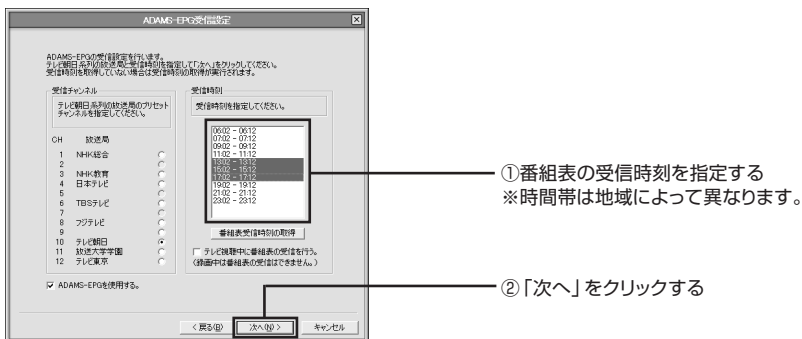 ADAMS-EPG受信設定
ADAMS-EPGの受信設定を行います。
テレビ朝日系列の放送局と受信時刻を指定して「次へ」をクリックしてください。
受信時刻を取得していない場合は受信時刻の取得が実行されます。
受信チャンネル
テレビ朝日系列の放送局のプリセット
チャンネルを指定してください。
CH 放送局
1 NHK総合
2
3 NHK教育
4 日本テレビ
5
6 TBSテレビ
7
8 フジテレビ
9
10 テレビ朝日
11 放送大学学園
12 テレビ東京
受信時刻
受信時刻を指定してください。
06:02 - 06:12
07:02 - 07:12
09:02 - 09:12
11:02 - 11:12
13:02 - 13:12
15:02 - 15:12
17:02 - 17:12
19:02 - 19:12
21:02 - 21:12
23:02 - 23:12
番組表受信時刻の取得
テレビ視聴中に番組表の受信を行う。
(録画中は番組表の受信はできません。)
ADAMS-EPGを使用する。
< 戻る(B)
次へ(N) >
キャンセル
①番組表の受信時刻を指定する
※時間帯は地域によって異なります。
②「次へ」をクリックする